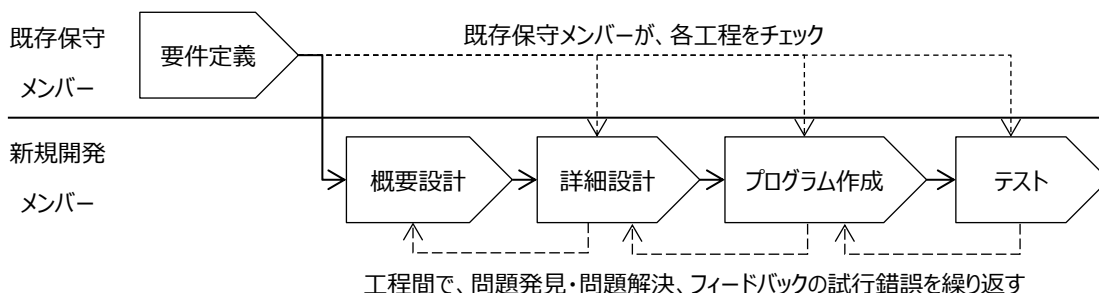 既存保守
メンバー
要件定義
既存保守メンバーが、各工程をチェック
新規開発
メンバー
概要設計
詳細設計
プログラム作成
テスト
工程間で、問題発見・問題解決、フィードバックの試行錯誤を繰り返す